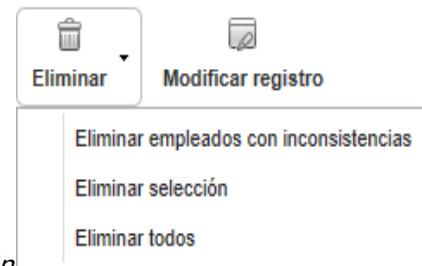 Eliminar Modificar registro
Eliminar empleados con inconsistencias
Eliminar selección
Eliminar todos
n